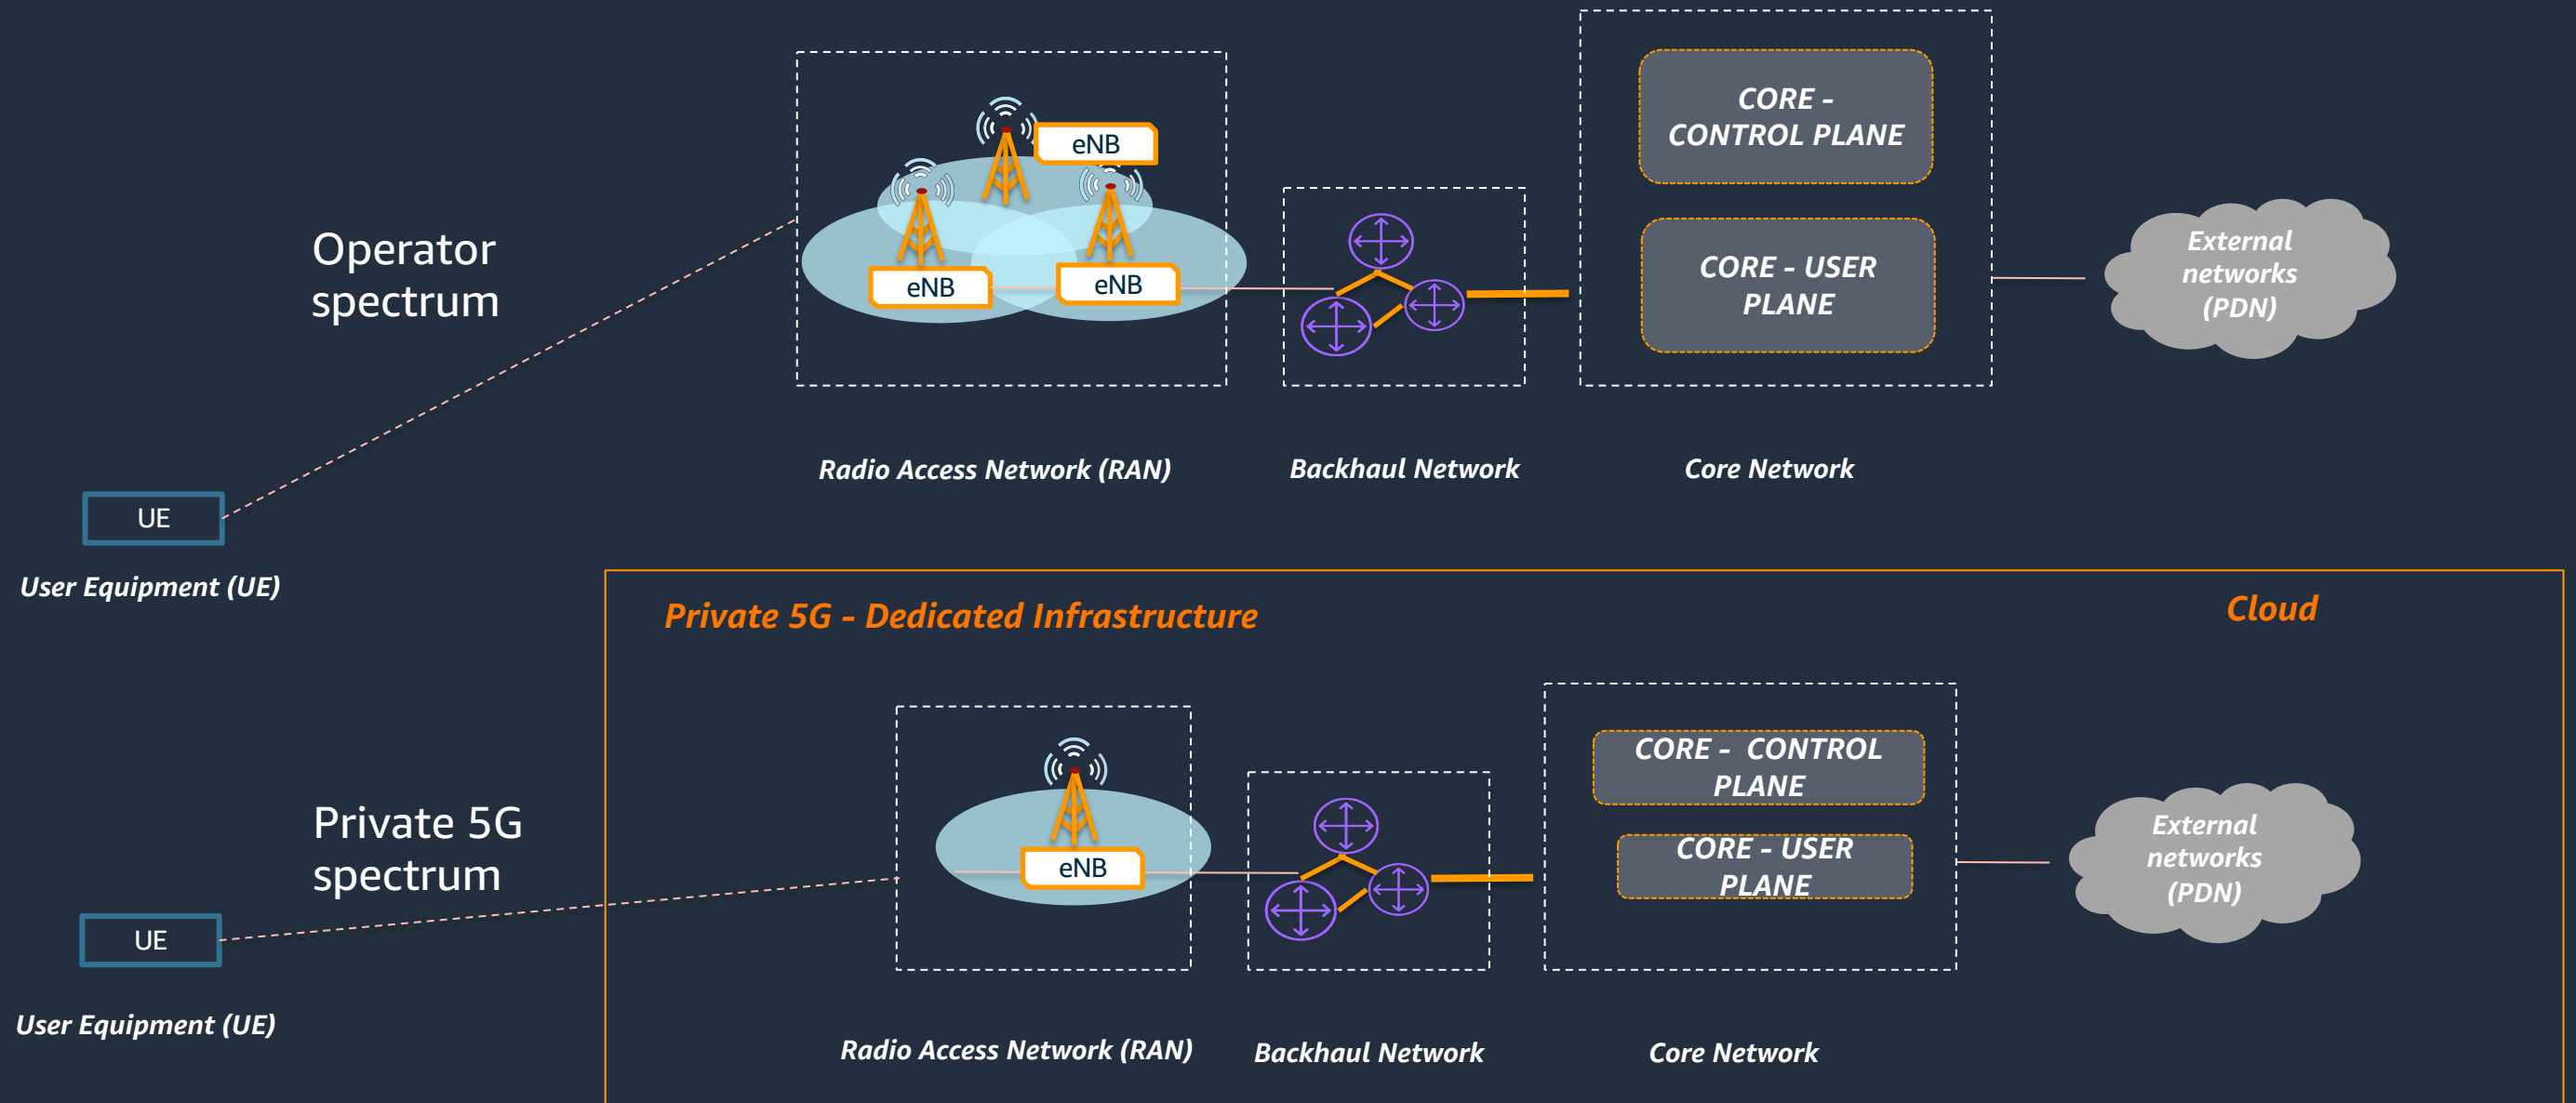 eNB
eNB
eNB
CORE -
CONTROL PLANE
CORE - USER
PLANE
External
networks
(PDN)
Operator
spectrum
Radio Access Network (RAN)
Backhaul Network
Core Network
UE
User Equipment (UE)
Private 5G - Dedicated Infrastructure
Cloud
Private 5G
spectrum
eNB
CORE - CONTROL
PLANE
CORE - USER
PLANE
External
networks
(PDN)
UE
User Equipment (UE)
Radio Access Network (RAN)
Backhaul Network
Core Network